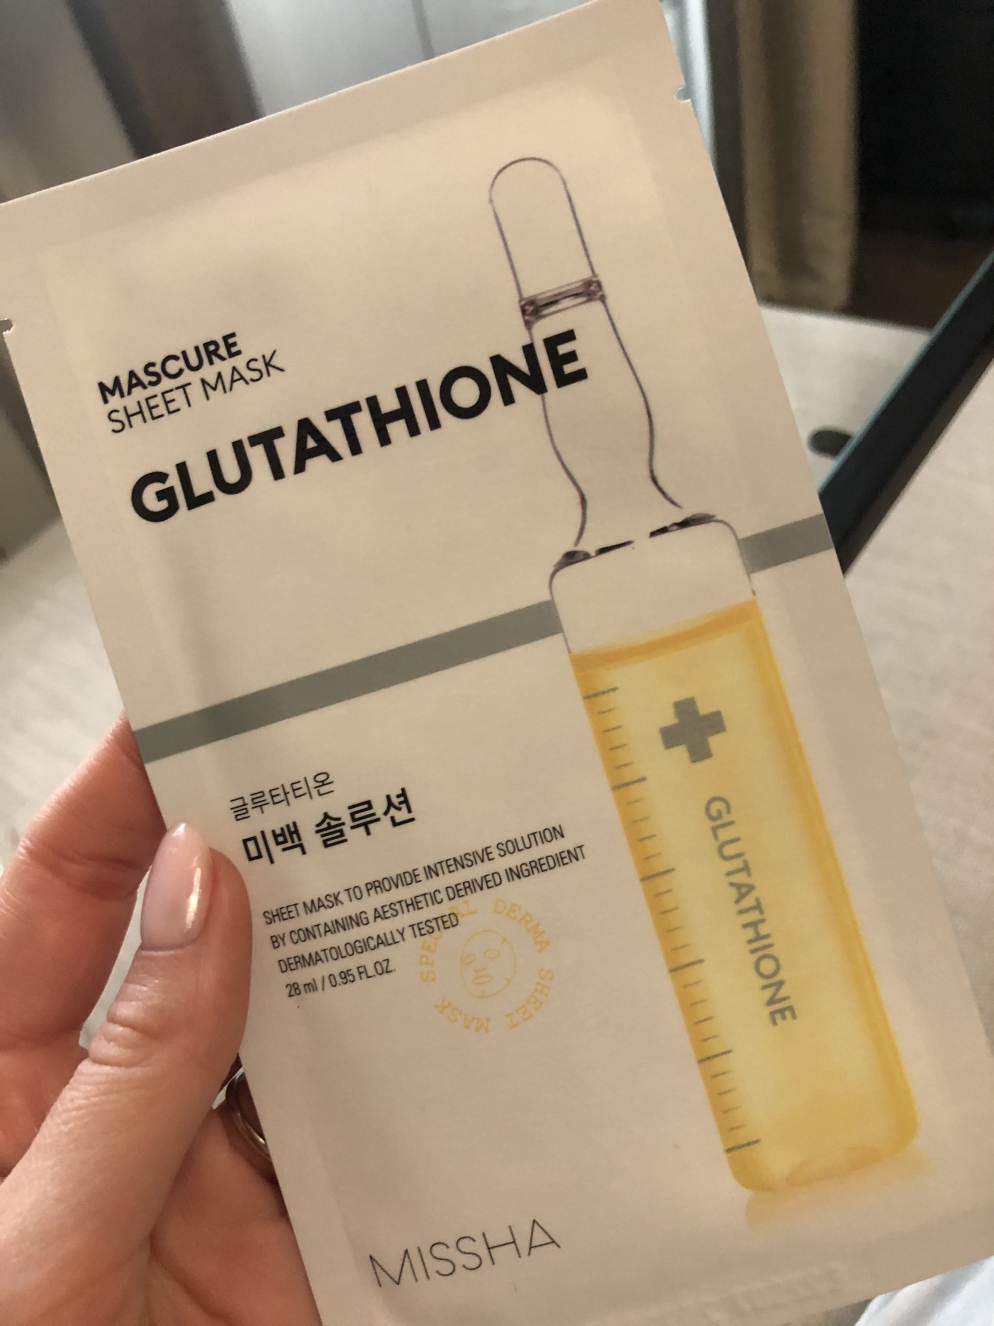 MASCURE
SHEET MASK
GLUTATHIONE
글루타티온
미백 솔루션
SHEET MASK TO PROVIDE INTENSIVE SOLUTION
BY CONTAINING AESTHETIC DERIVED INGREDIENT
DERMATOLOGICALLY TESTED
28 ml / 0.95 FL.OZ.
SPECIAL DERMA SHEET MASK
GLUTATHIONE
MISSHA